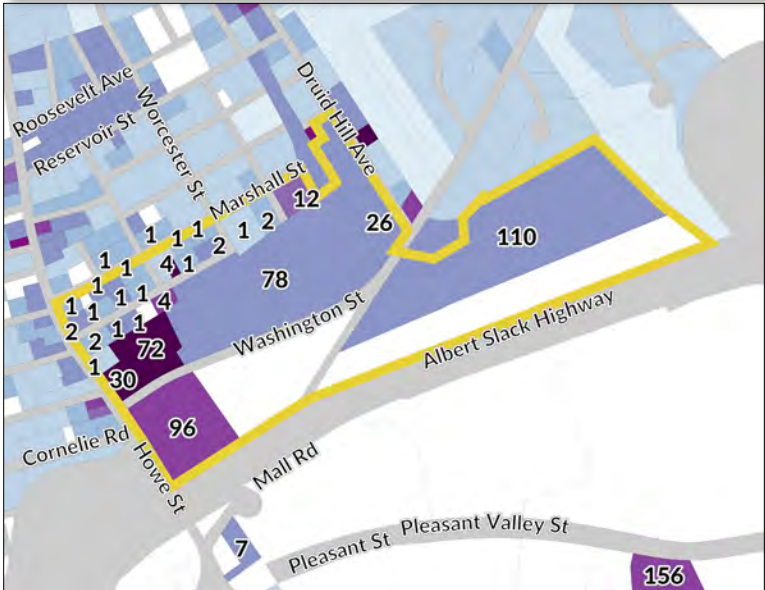 Roosevelt Ave
Reservoir St
Worcester St
Druid Hill Ave
Marshall St
12
26
110
1
1
1
2
1
2
1
1
4
1
78
1
1
1
4
1
1
2
2
1
1
72
1
30
Washington St
Albert Slack Highway
96
Cornelie Rd
Howe St
Mall Rd
7
Pleasant St
Pleasant Valley St
156